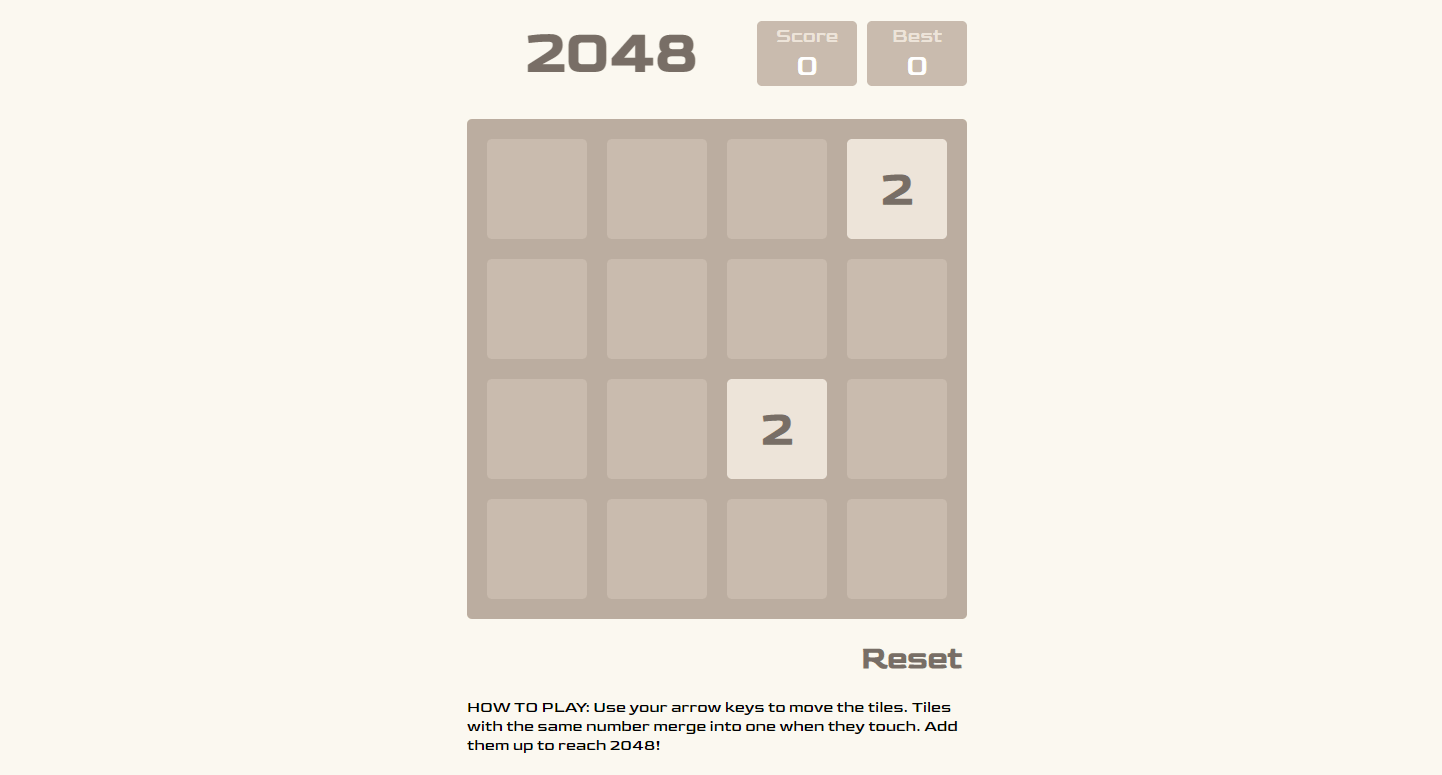 2048
Score
0
Best
0
2
2
Reset
HOW TO PLAY: Use your arrow keys to move the tiles. Tiles
with the same number merge into one when they touch. Add
them up to reach 2048!